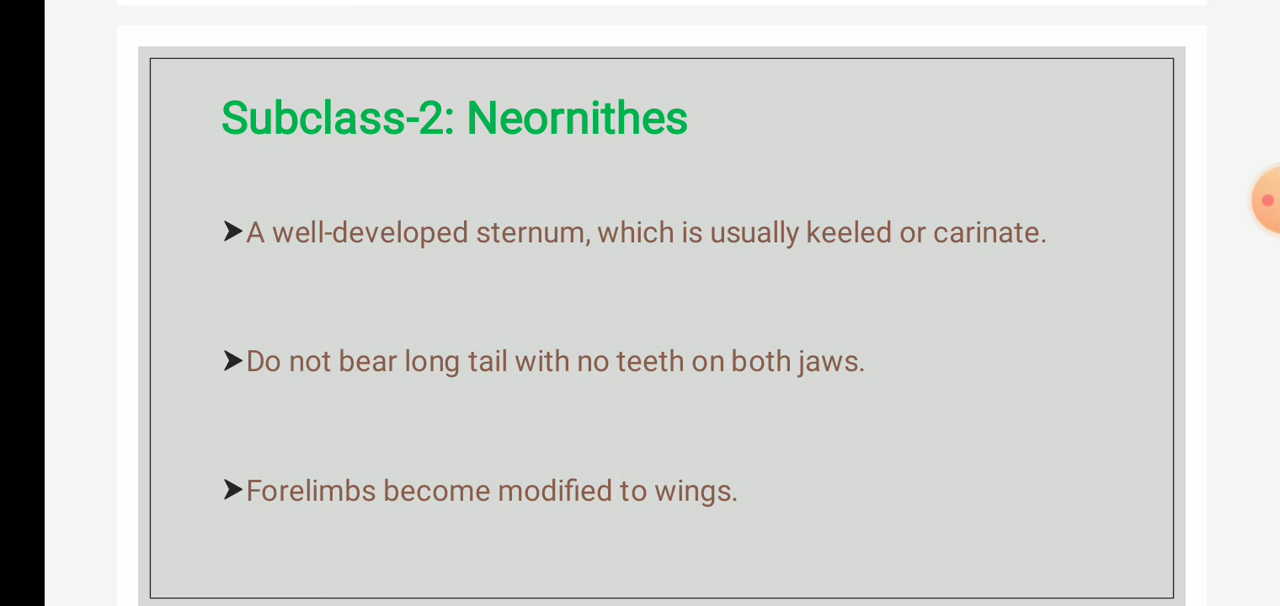 Subclass-2: Neornithes
➤A well-developed sternum, which is usually keeled or carinate.
➤Do not bear long tail with no teeth on both jaws.
➤Forelimbs become modified to wings.